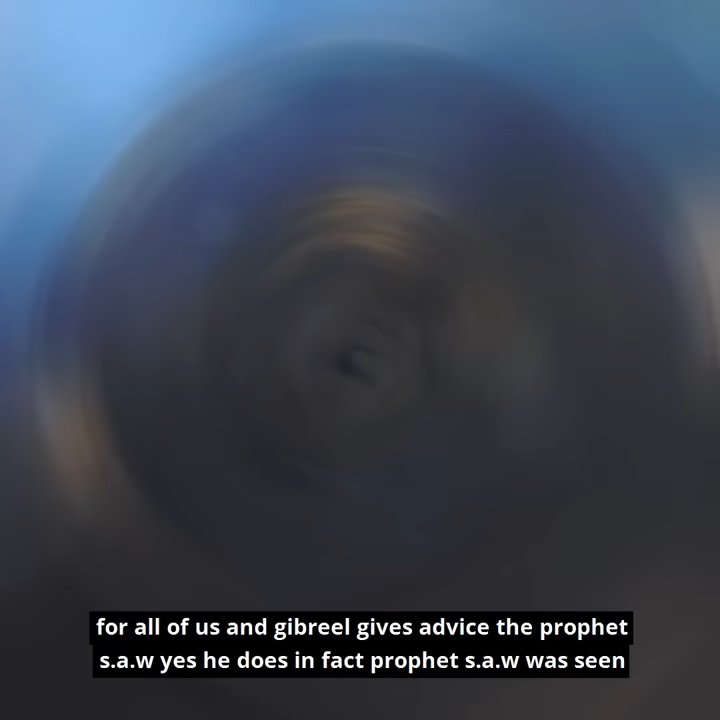 for all of us and gibreel gives advice the prophet
s.a.w yes he does in fact prophet s.a.w was seen